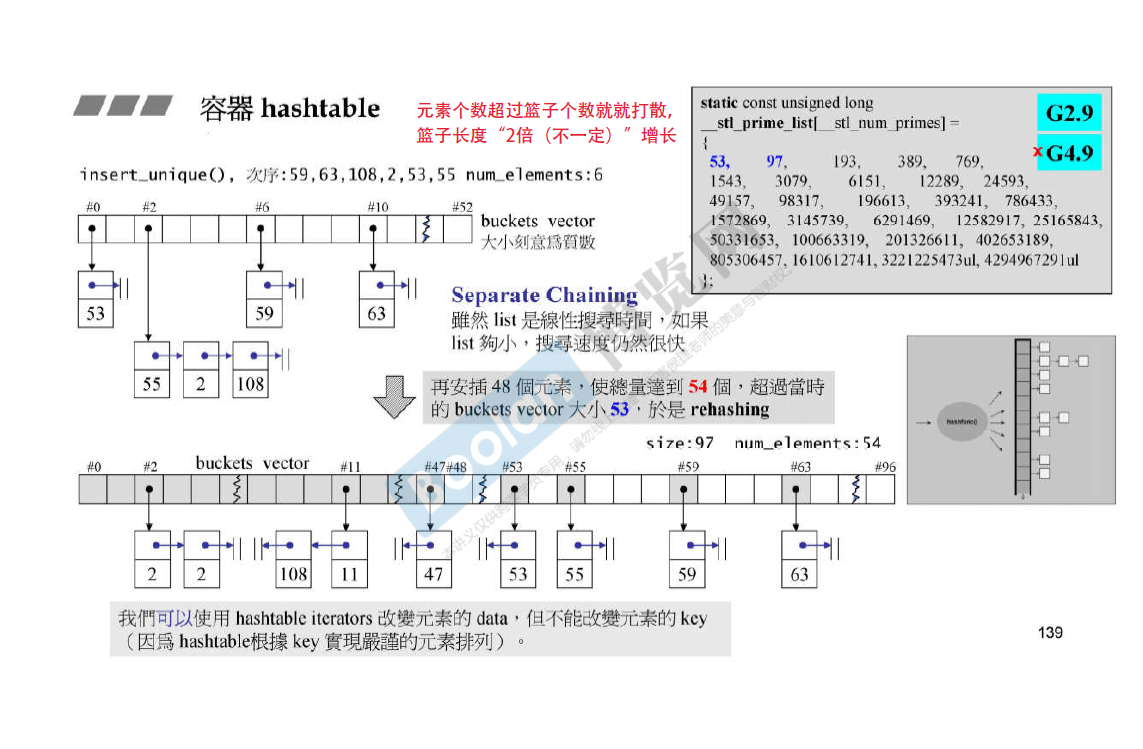 容器 hashtable
元素个数超过篮子个数就就打散,
篮子长度“2倍（不一定）”增长
insert_unique(), 次序:59,63,108,2,53,55 num_elements:6
#0 #2 #6 #10 #52
buckets vector
大小刻意爲質數
53 59 63
55 2 108
Separate Chaining
雖然 list 是線性搜尋時間，如果
list 夠小，搜尋速度仍然很快
static const unsigned long
__stl_prime_list[__stl_num_primes] =
{
53, 97, 193, 389, 769,
1543, 3079, 6151, 12289, 24593,
49157, 98317, 196613, 393241, 786433,
1572869, 3145739, 6291469, 12582917, 25165843,
50331653, 100663319, 201326611, 402653189,
805306457, 1610612741, 3221225473ul, 4294967291ul
};
G2.9
x G4.9
再安插 48 個元素，使總量達到 54 個，超過當時
的 buckets vector 大小 53，於是 rehashing
size:97 num_elements:54
buckets vector
#0 #2 #11 #47 #48 #53 #55 #59 #63 #96
2 2 108 11 47 53 55 59 63
hashfunc()
我們可以使用 hashtable iterators 改變元素的 data，但不能改變元素的 key
（因爲 hashtable根據 key 實現嚴謹的元素排列）。
139
Boolan
博览网